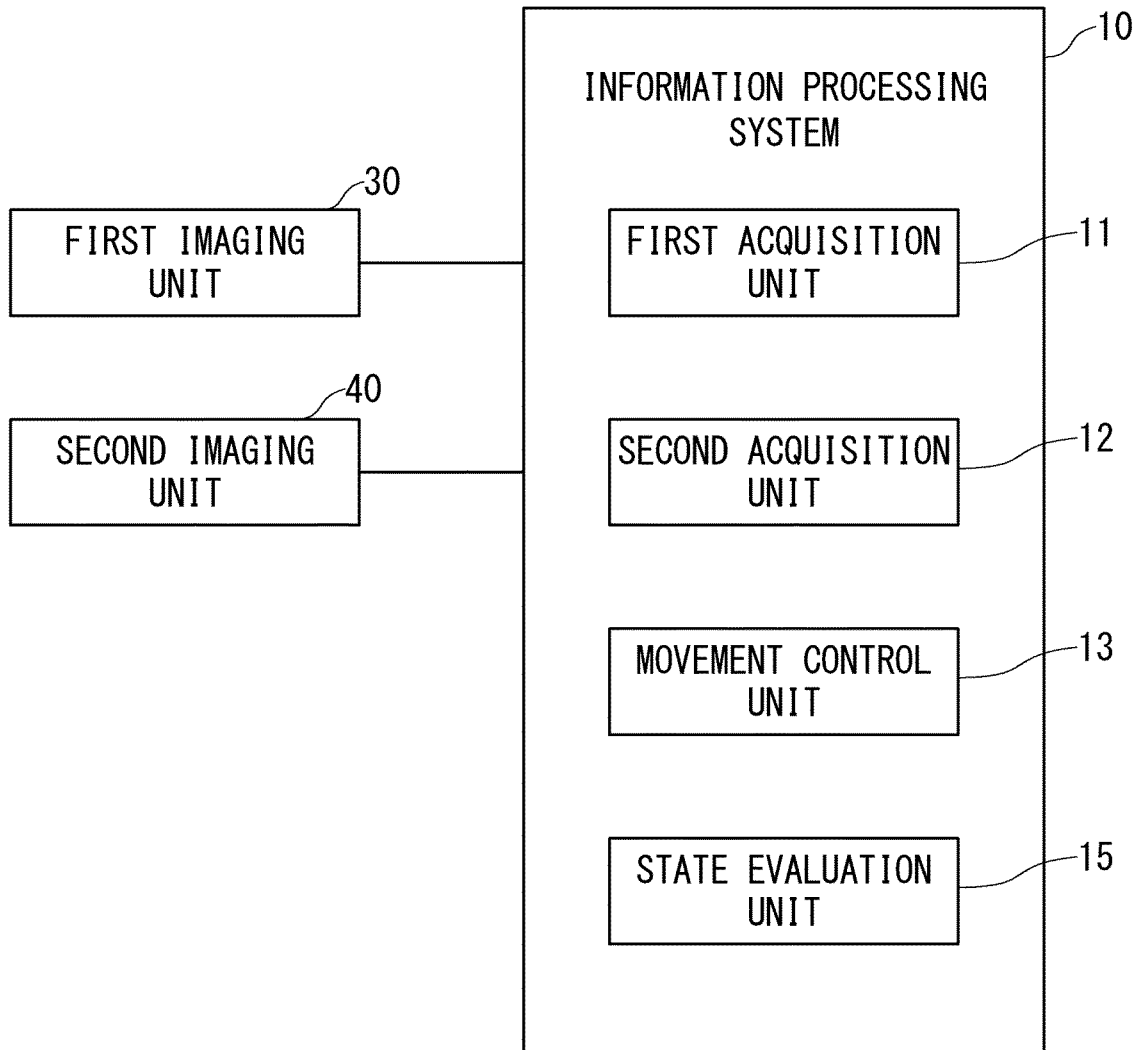 10
INFORMATION PROCESSING
SYSTEM
30
FIRST IMAGING
UNIT
FIRST ACQUISITION
UNIT
11
40
SECOND IMAGING
UNIT
SECOND ACQUISITION
UNIT
12
MOVEMENT CONTROL
UNIT
13
STATE EVALUATION
UNIT
15